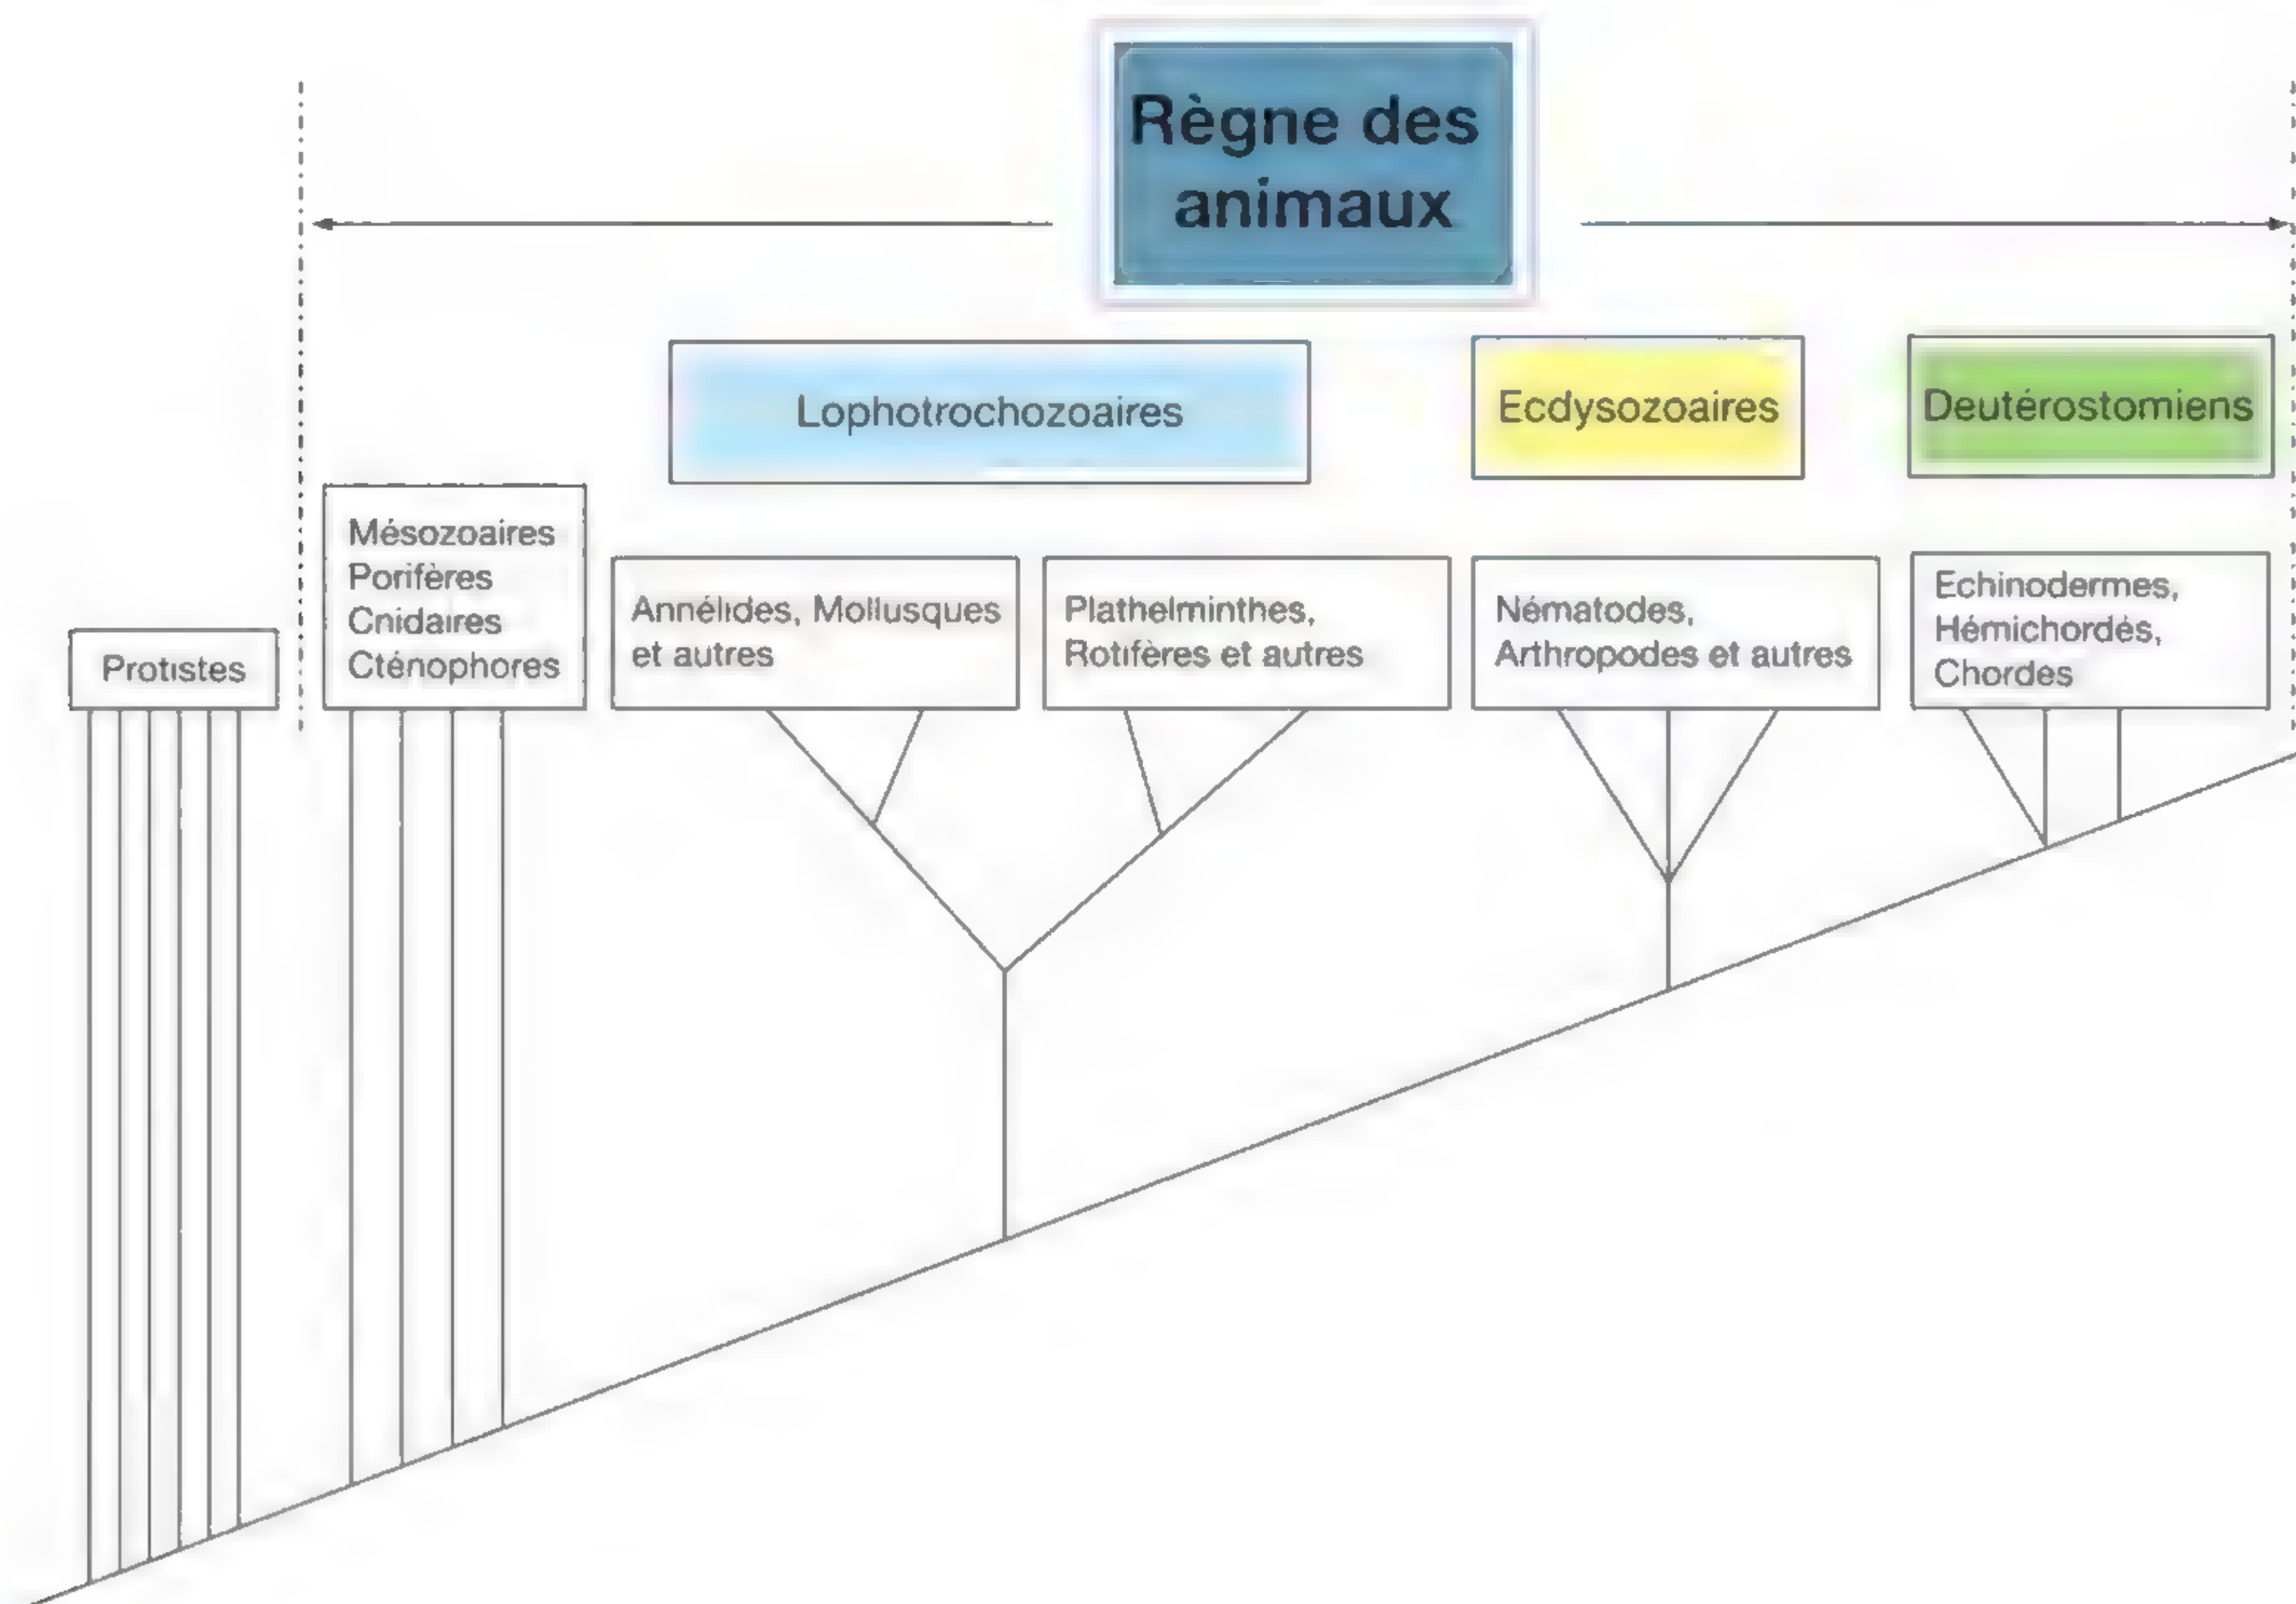 Règne des
animaux
Lophotrochozoaires
Ecdysozoaires
Deutérostomiens
Mésozoaires
Porifères
Cnidaires
Cténophores
Protistes
Annélides, Mollusques
et autres
Plathelminthes,
Rotifères et autres
Nématodes,
Arthropodes et autres
Echinodermes,
Hémichordés,
Chordés